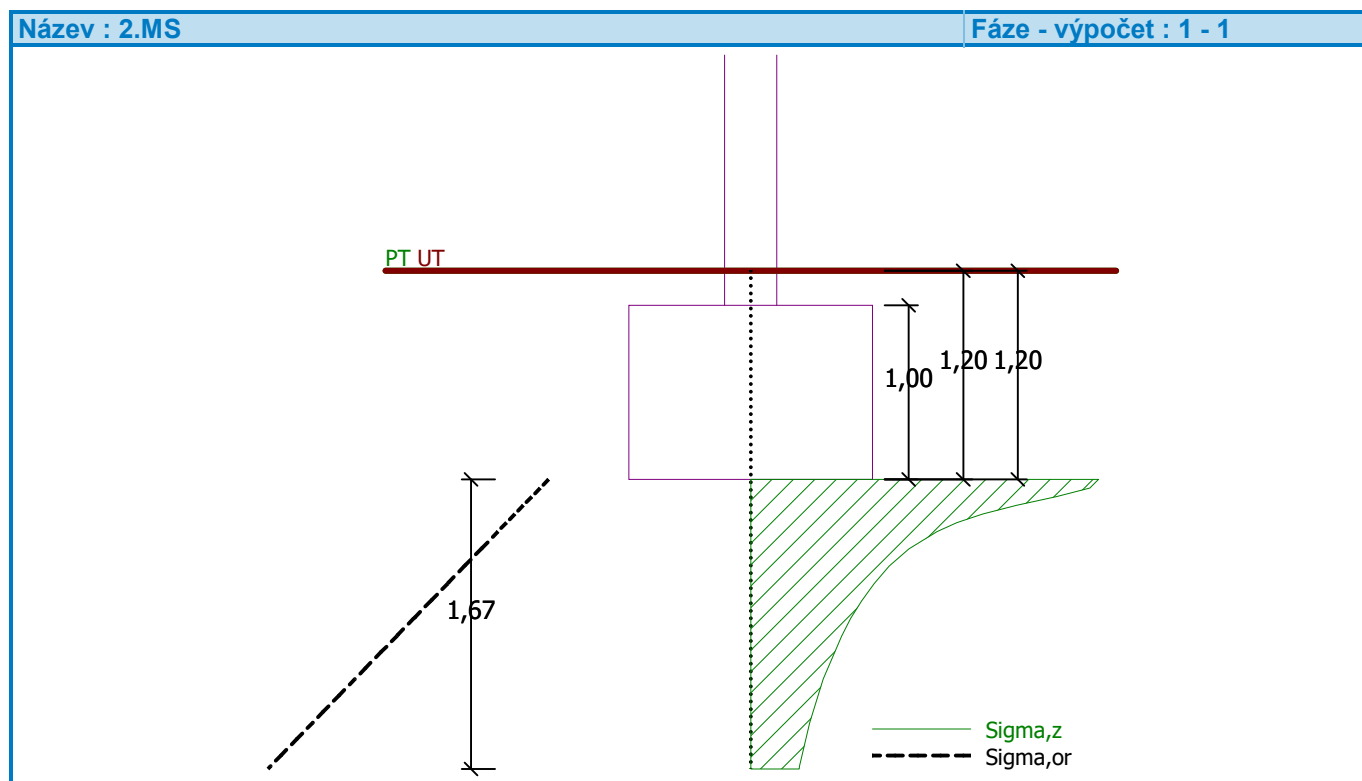 Název : 2.MS Fáze - výpočet : 1 - 1
PT UT
1,00 1,20 1,20
1,67
Sigma,z
Sigma,or